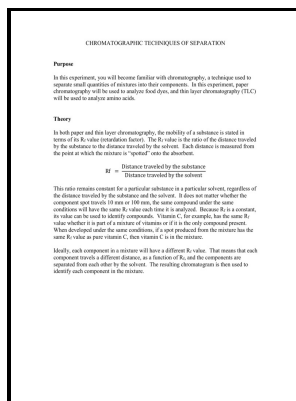 CHROMATOGRAPHIC TECHNIQUES OF SEPARATION
Purpose
In this experiment, you will become familiar with chromatography, a technique used to
separate small quantities of mixtures into their components. In this experiment, paper
chromatography will be used to analyze food dyes, and thin layer chromatography (TLC)
will be used to analyze amino acids.
Theory
In both paper and thin layer chromatography, the mobility of a substance is stated in
terms of its Rf value (retardation factor). The Rf value is the ratio of the distance traveled
by the substance to the distance traveled by the solvent. Each distance is measured from
the point at which the mixture is "spotted" onto the absorbent.
Rf = Distance traveled by the substance
Distance traveled by the solvent
This ratio remains constant for a particular substance in a particular solvent, regardless of
the distance traveled by the substance and the solvent. It does not matter whether the
component spot travels 10 mm or 100 mm, the same compound under the same
conditions will have the same Rf value each time it is analyzed. Because Rf is a constant,
its value can be used to identify compounds. Vitamin C, for example, has the same Rf
value whether it is part of a mixture of vitamins or if it is the only compound present.
When developed under the same conditions, if a spot produced from the mixture has the
same Rf value as pure vitamin C, then vitamin C is in the mixture.
Ideally, each component in a mixture will have a different Rf value. That means that each
component travels a different distance, as a function of Rf, and the components are
separated from each other by the solvent. The resulting chromatogram is then used to
identify each component in the mixture.